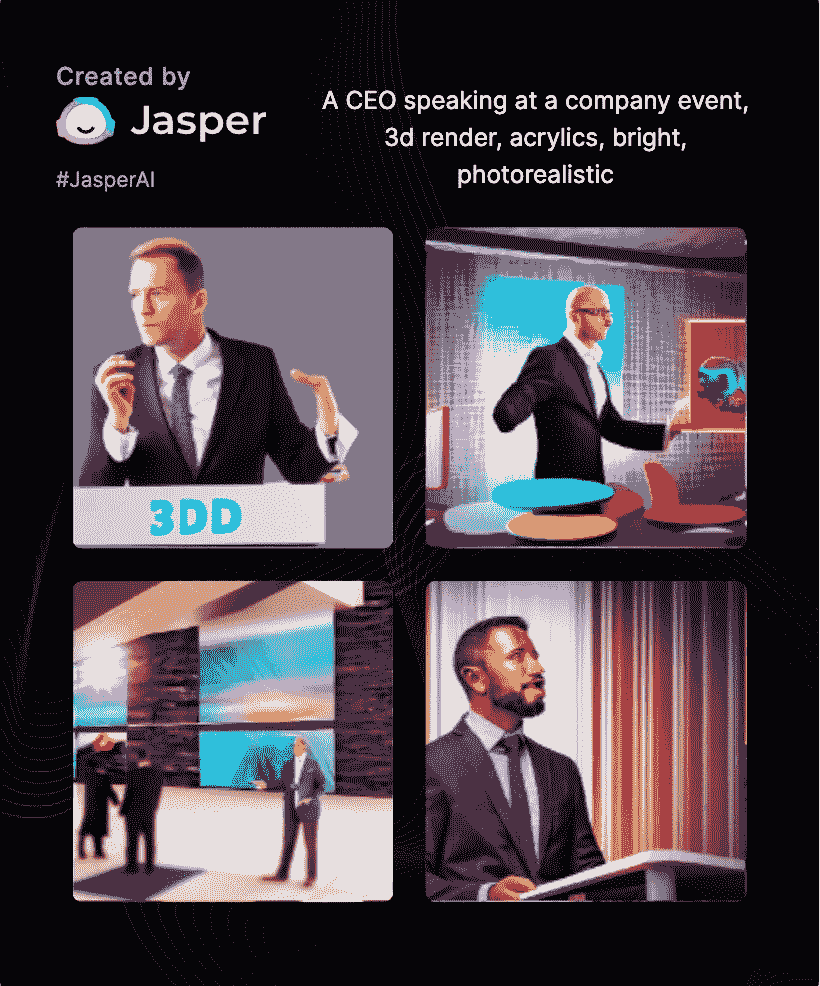 Created by
Jasper
#JasperAI
A CEO speaking at a company event,
3d render, acrylics, bright,
photorealistic
3DD